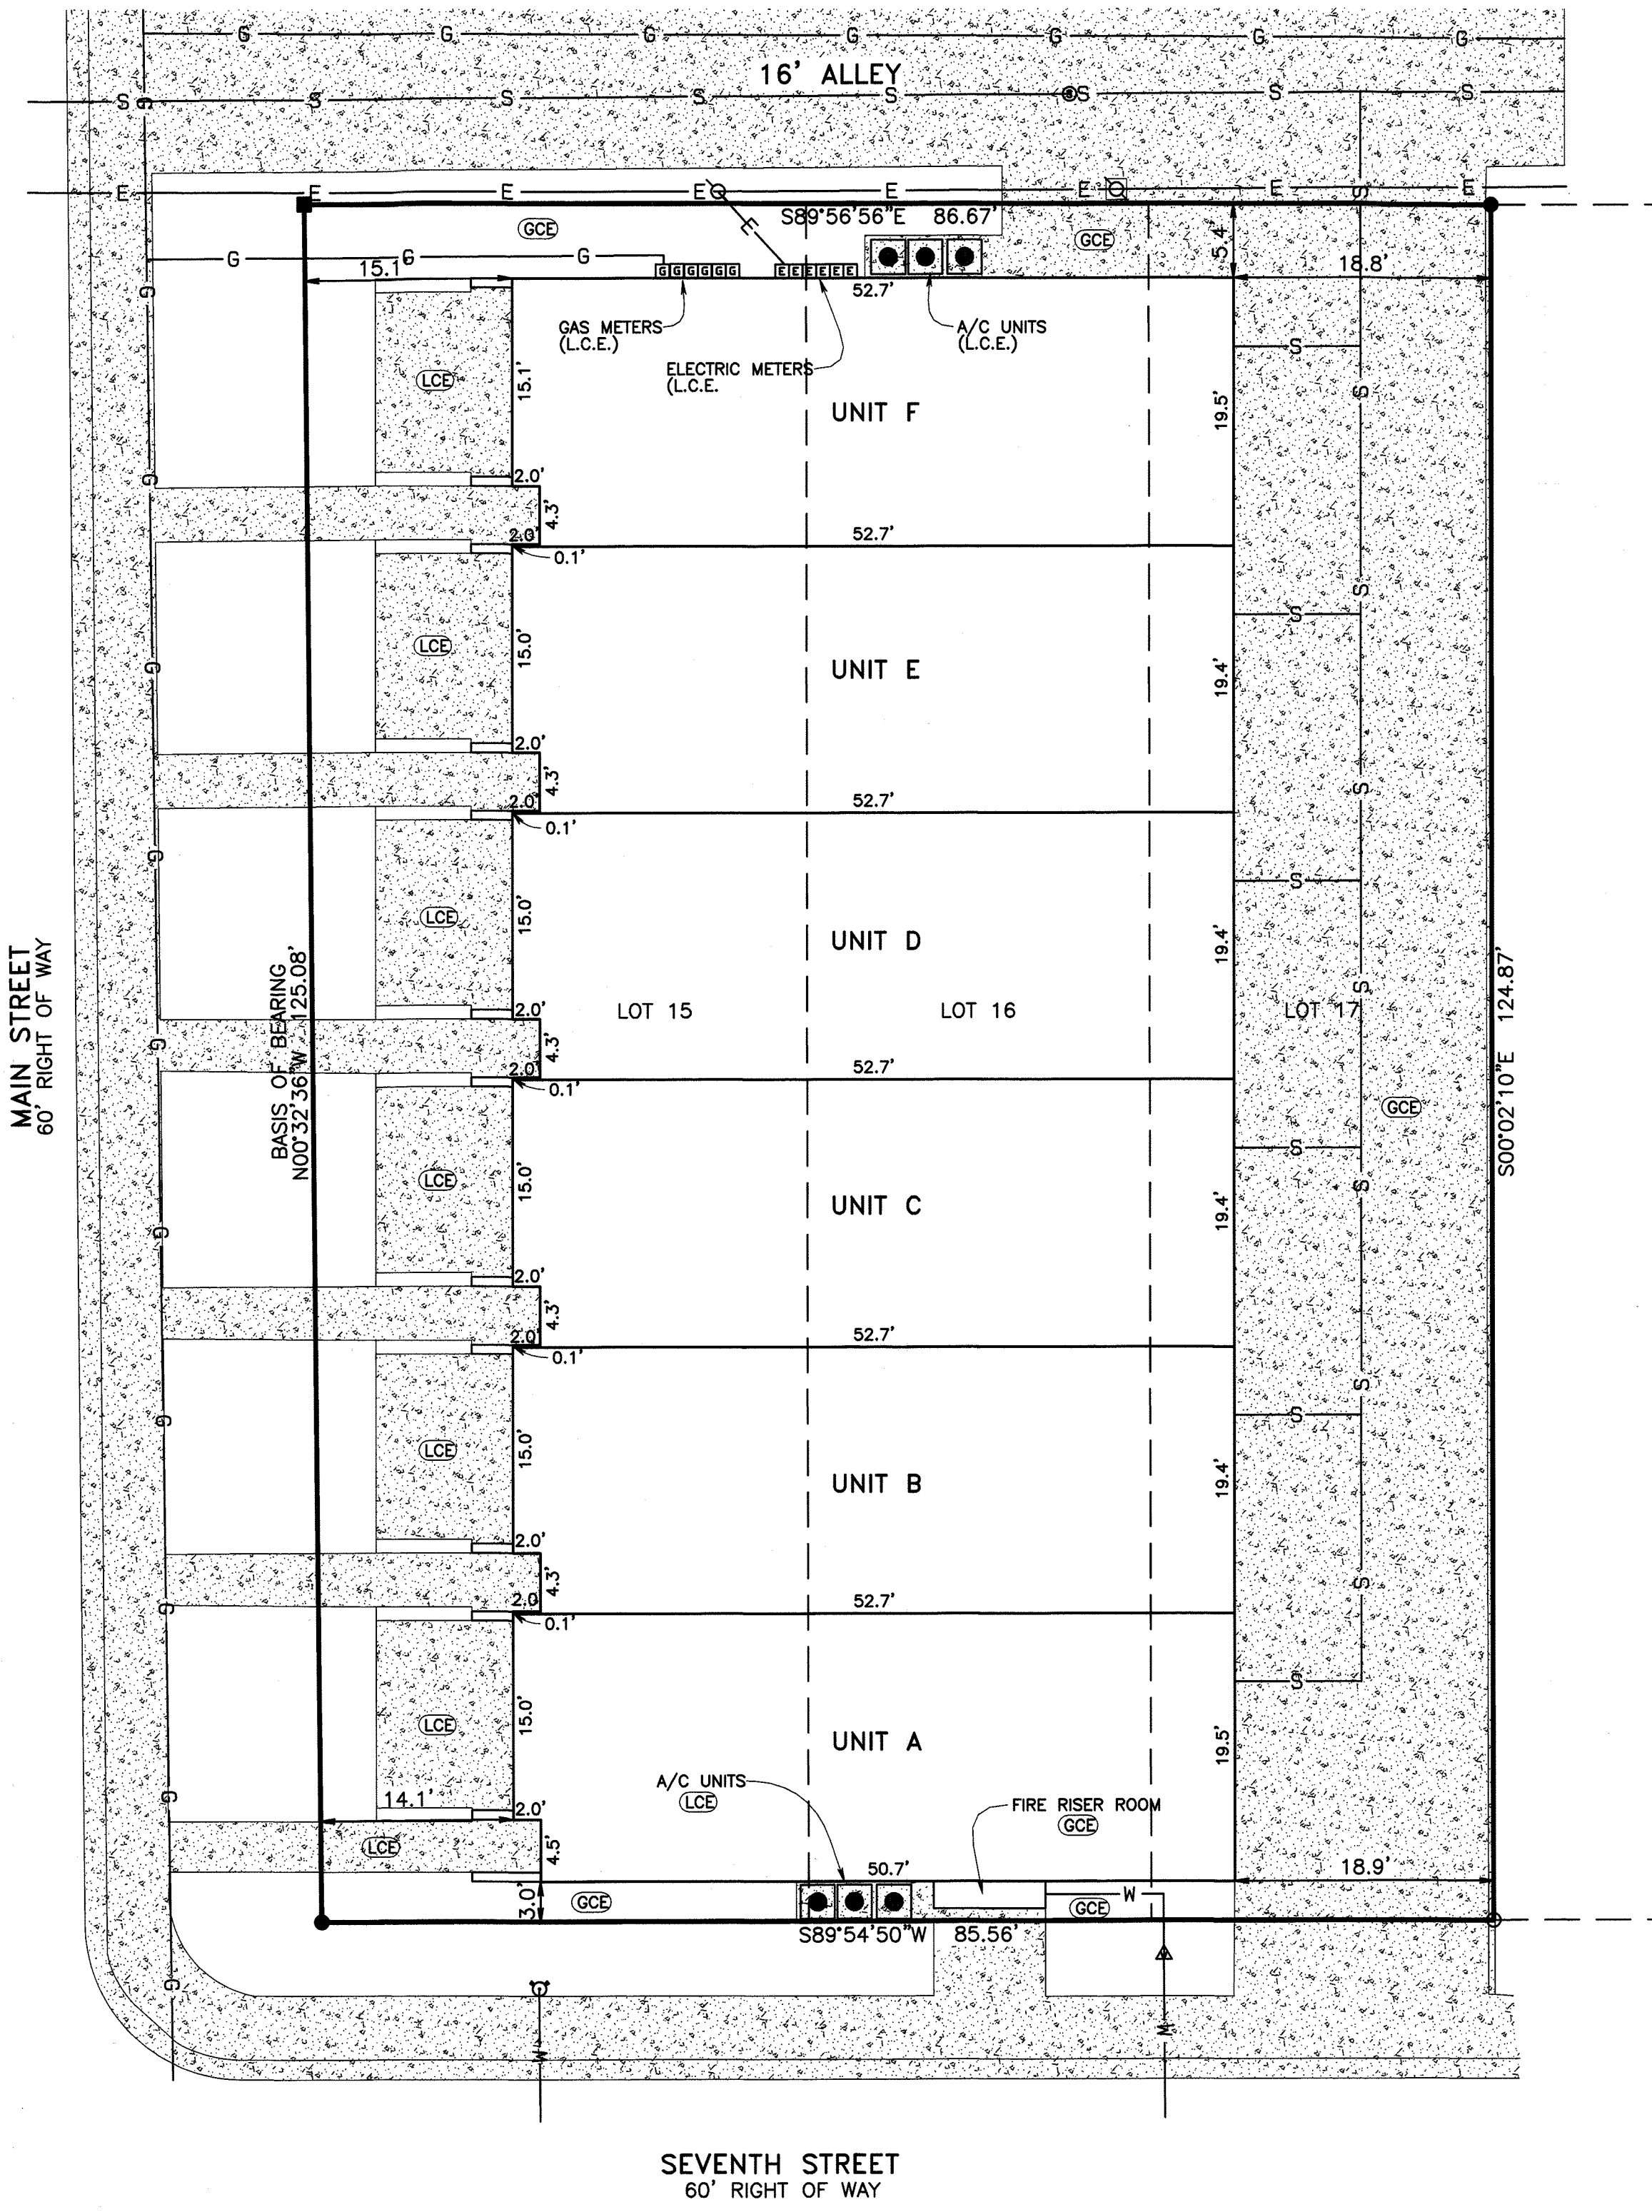 G G G G G G G
16' ALLEY
S G S S S S S S S
E E E E E E E E
S89°56'56"E 86.67'
S
GCE
E
GCE
5.4'
G G G
15.1'
GGGGGG
EEEEEE
18.8'
52.7'
G
GAS METERS
(L.C.E.)
A/C UNITS
(L.C.E.)
S
ELECTRIC METERS
(L.C.E.
LCE
15.1'
UNIT F
19.5'
S
G
2.0'
4.3'
2.0'
52.7'
0.1'
S
S
LCE
15.0'
UNIT E
19.4'
G
2.0'
4.3'
S
2.0'
52.7'
0.1'
G
S
LCE
15.0'
UNIT D
19.4'
MAIN STREET
60' RIGHT OF WAY
BASIS OF BEARING
N00°32'36"W 125.08'
S
2.0'
LOT 15
LOT 16
LOT 17
S00°02'10"E 124.87'
G
4.3'
2.0'
52.7'
0.1'
GCE
S
LCE
15.0'
UNIT C
19.4'
S
G
2.0'
4.3'
2.0'
52.7'
0.1'
S
G
S
LCE
15.0'
UNIT B
19.4'
2.0'
4.3'
S
G
2.0
52.7'
0.1'
S
LCE
15.0'
UNIT A
19.5'
A/C UNITS
LCE
G
14.1'
2.0'
FIRE RISER ROOM
GCE
LCE
4.5'
50.7'
18.9'
3.0'
GCE
W
GCE
S89°54'50"W 85.56'
G
W
W
SEVENTH STREET
60' RIGHT OF WAY